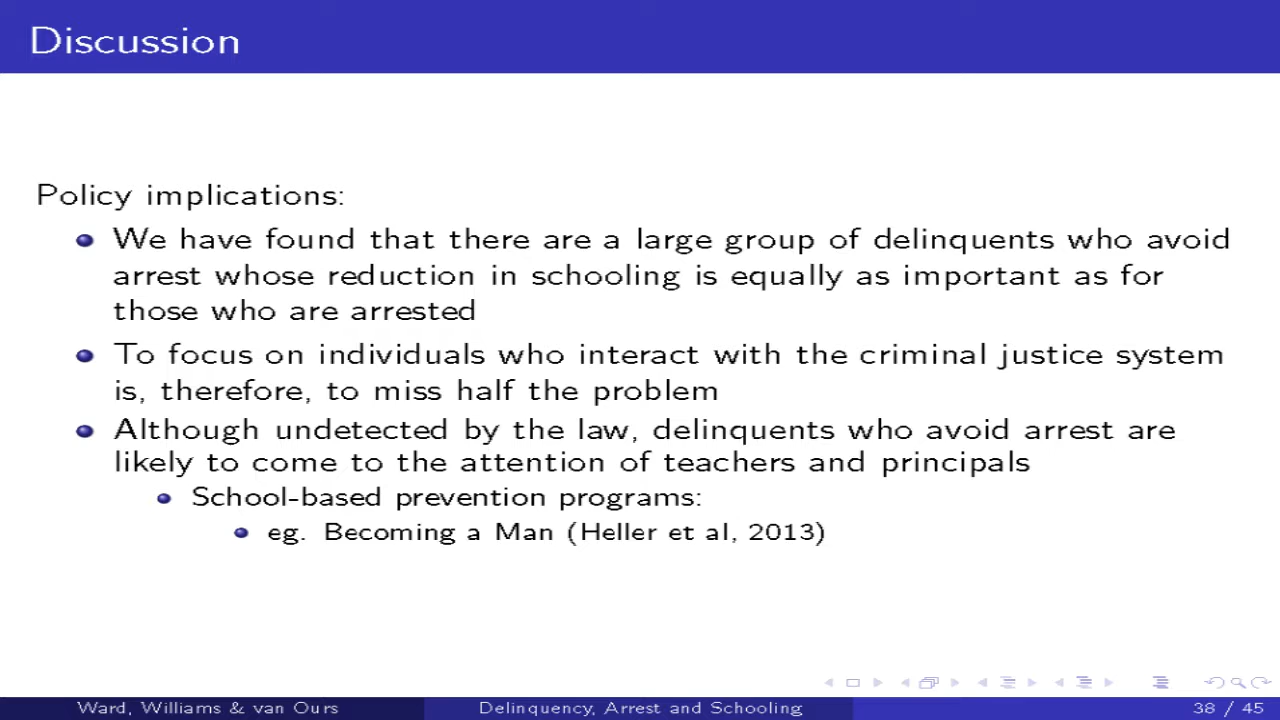 Discussion
Policy implications:
We have found that there are a large group of delinquents who avoid
arrest whose reduction in schooling is equally as important as for
those who are arrested
To focus on individuals who interact with the criminal justice system
is, therefore, to miss half the problem
Although undetected by the law, delinquents who avoid arrest are
likely to come to the attention of teachers and principals
School-based prevention programs:
eg. Becoming a Man (Heller et al, 2013)
Ward, Williams & van Ours
Delinquency, Arrest and Schooling
38 / 45